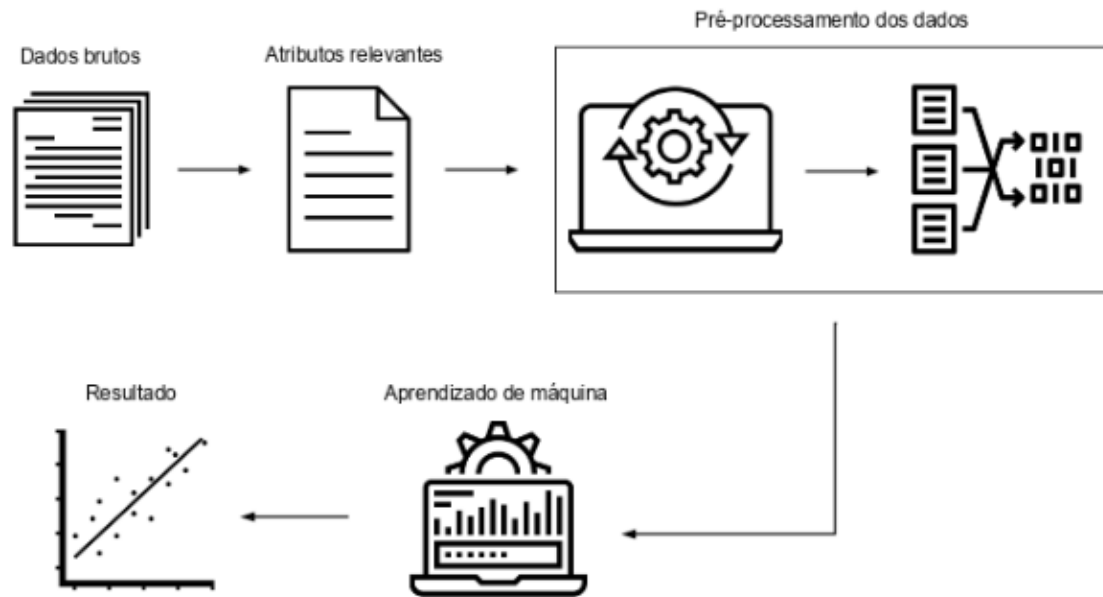 Dados brutos
Atributos relevantes
Pré-processamento dos dados
Resultado
Aprendizado de máquina